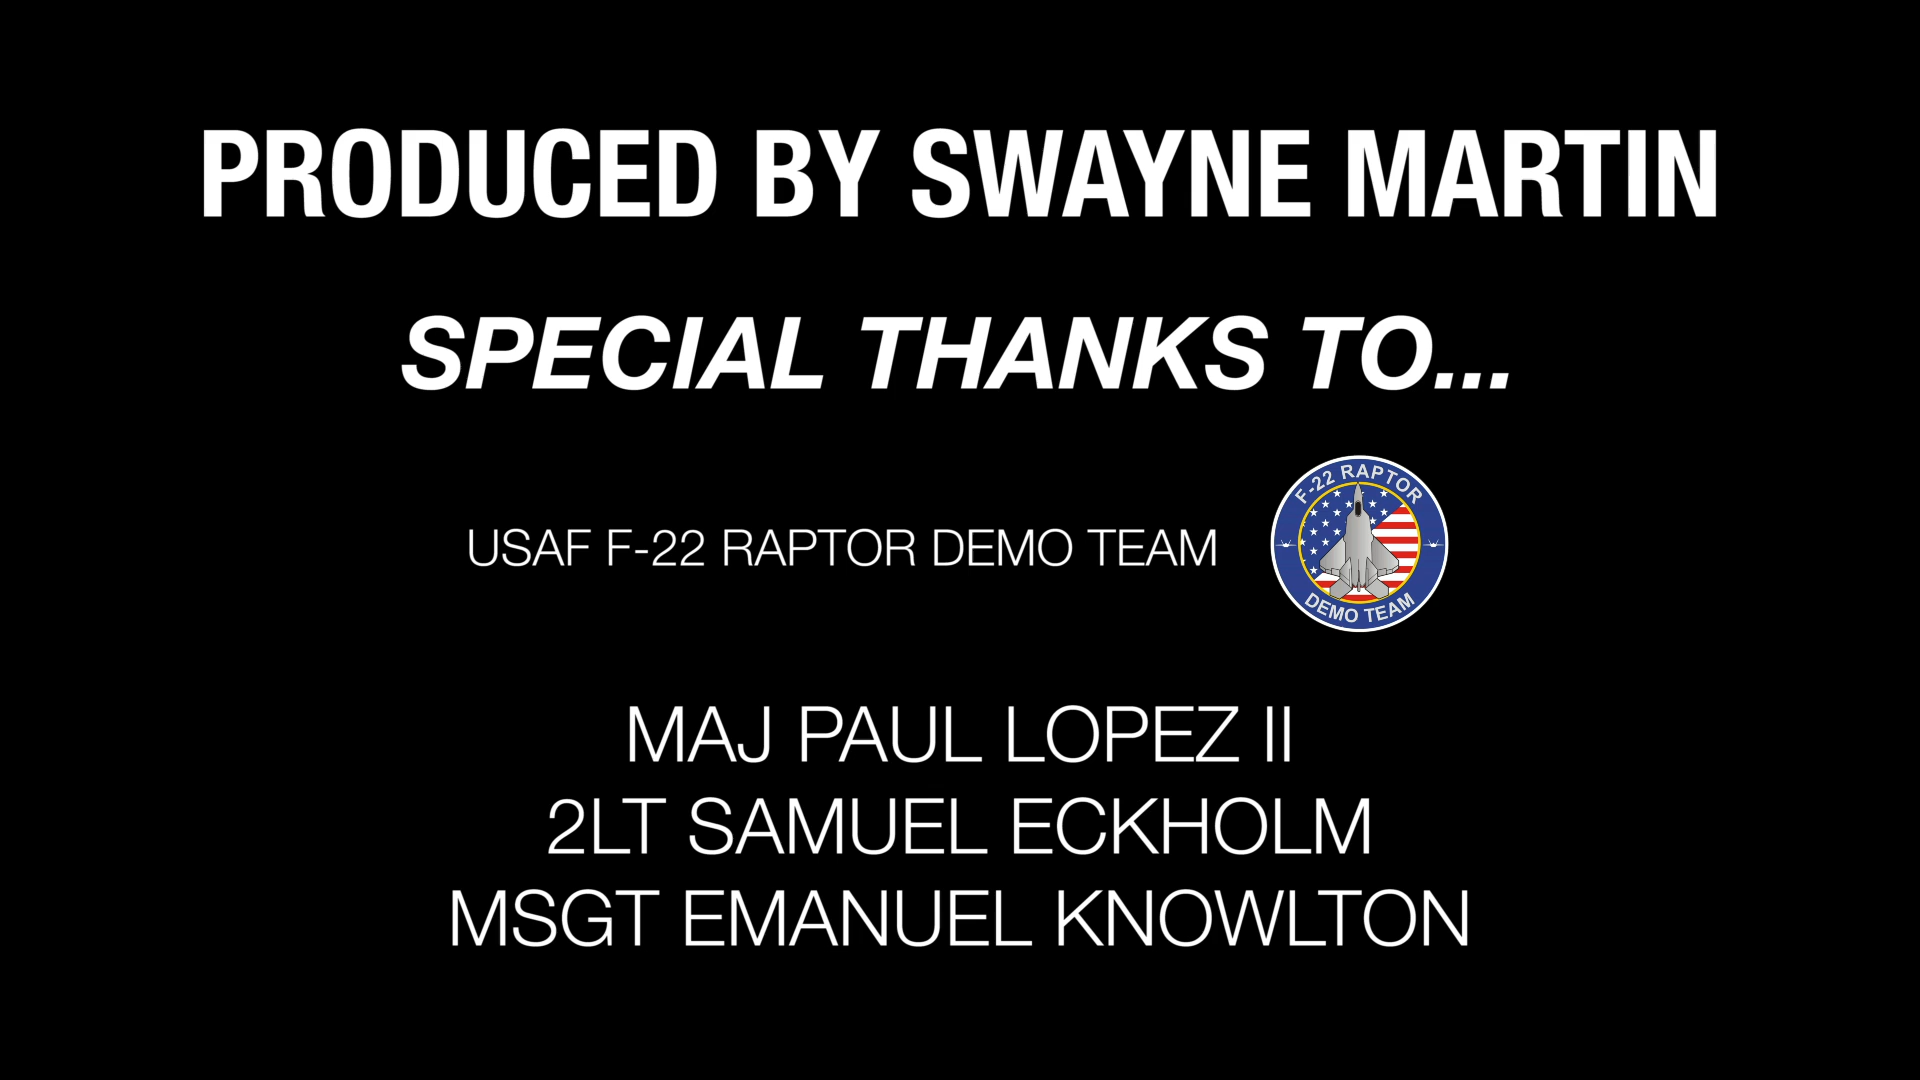 PRODUCED BY SWAYNE MARTIN
SPECIAL THANKS TO...
USAF F-22 RAPTOR DEMO TEAM
F-22 RAPTOR
DEMO TEAM
MAJ PAUL LOPEZ II
2LT SAMUEL ECKHOLM
MSGT EMANUEL KNOWLTON